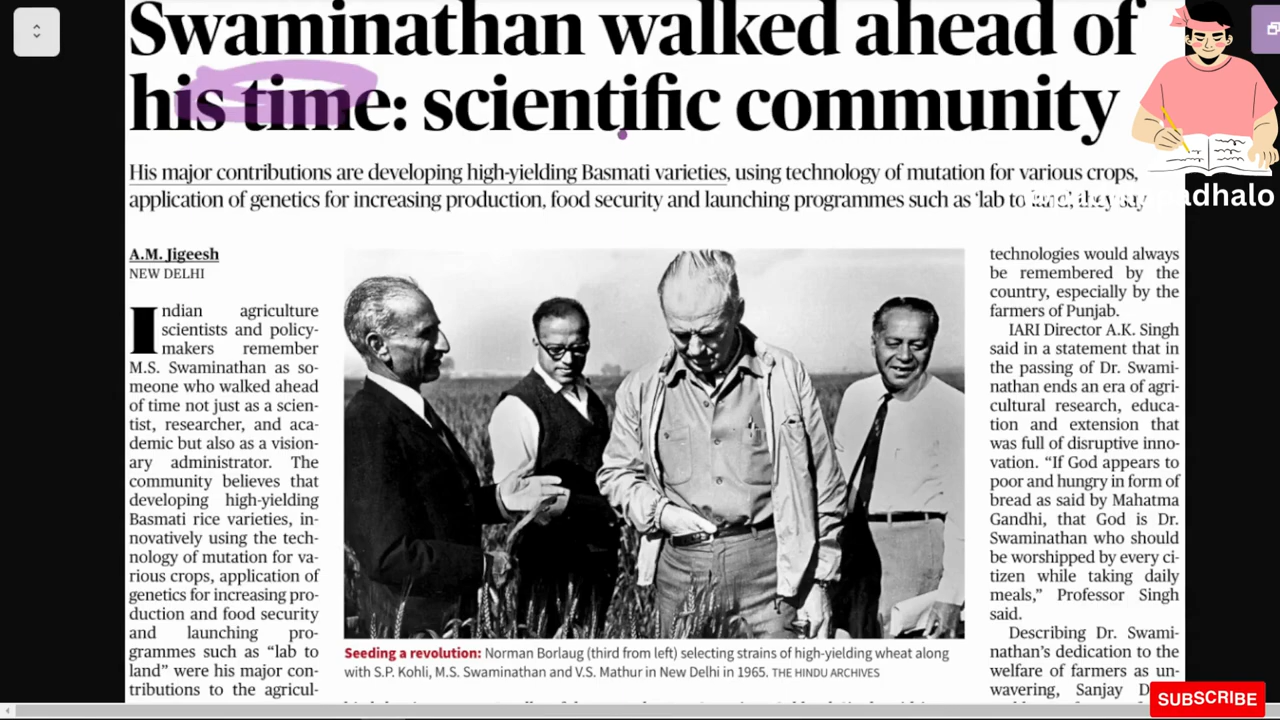 Swaminathan walked ahead of
his time: scientific community
His major contributions are developing high-yielding Basmati varieties, using technology of mutation for various crops,
application of genetics for increasing production, food security and launching programmes such as 'lab to land', they say
A.M. Jigeesh
NEW DELHI
Indian agriculture
scientists and policy-
makers remember
M.S. Swaminathan as so-
meone who walked ahead
of time not just as a scien-
tist, researcher, and aca-
demic but also as a vision-
ary administrator. The
community believes that
developing high-yielding
Basmati rice varieties, in-
novatively using the tech-
nology of mutation for va-
rious crops, application of
genetics for increasing pro-
duction and food security
and launching pro-
grammes such as “lab to
land” were his major con-
tributions to the agricul-
Seeding a revolution: Norman Borlaug (third from left) selecting strains of high-yielding wheat along
with S.P. Kohli, M.S. Swaminathan and V.S. Mathur in New Delhi in 1965. THE HINDU ARCHIVES
technologies would always
be remembered by the
country, especially by the
farmers of Punjab.
IARI Director A.K. Singh
said in a statement that in
the passing of Dr. Swami-
nathan ends an era of agri-
cultural research, educa-
tion and extension that
was full of disruptive inno-
vation. “If God appears to
poor and hungry in form of
bread as said by Mahatma
Gandhi, that God is Dr.
Swaminathan who should
be worshipped by every ci-
tizen while taking daily
meals,” Professor Singh
said.
Describing Dr. Swami-
nathan's dedication to the
welfare of farmers as un-
wavering, Sanjay
SUBSCRIBE